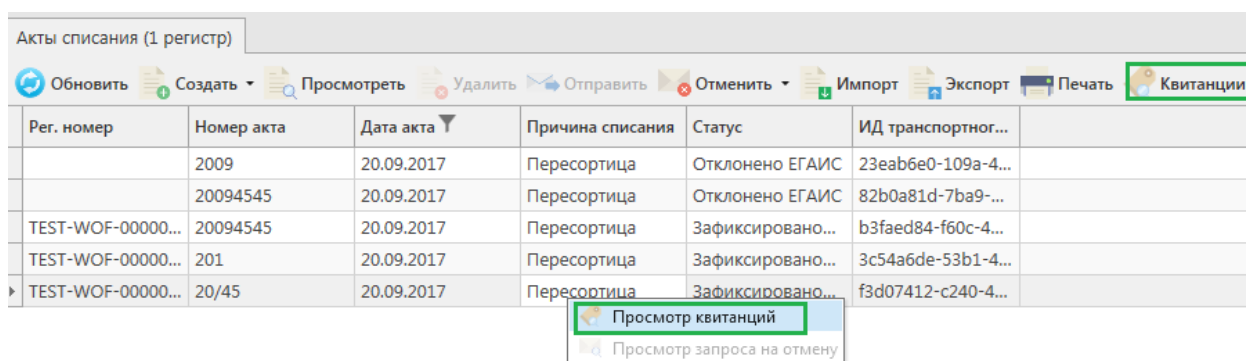 Акты списания (1 регистр)
Обновить Создать Просмотреть Удалить Отправить Отменить Импорт Экспорт Печать Квитанции
Рег. номер Номер акта Дата акта Причина списания Статус ИД транспортног...
2009 20.09.2017 Пересортица Отклонено ЕГАИС 23eab6e0-109a-4...
20094545 20.09.2017 Пересортица Отклонено ЕГАИС 82b0a81d-7ba9-...
TEST-WOF-00000... 20094545 20.09.2017 Пересортица Зафиксировано... b3faed84-f60c-4...
TEST-WOF-00000... 201 20.09.2017 Пересортица Зафиксировано... 3c54a6de-53b1-4...
TEST-WOF-00000... 20/45 20.09.2017 Пересортица Зафиксировано... f3d07412-c240-4...
Просмотр квитанций
Просмотр запроса на отмену